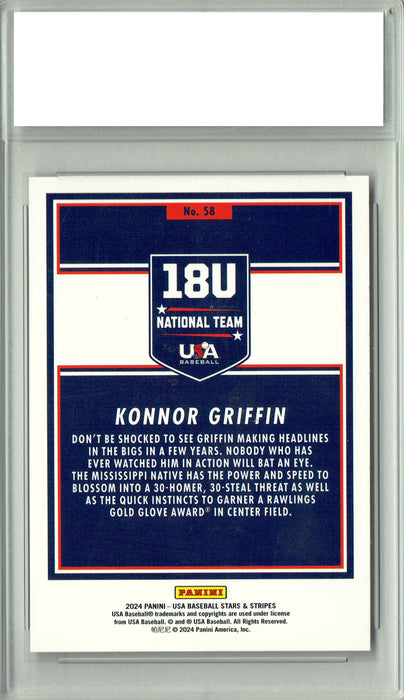 No. 58
18U
NATIONAL TEAM
USA
BASEBALL
KONNOR GRIFFIN
DON'T BE SHOCKED TO SEE GRIFFIN MAKING HEADLINES
IN THE BIGS IN A FEW YEARS. NOBODY WHO HAS
EVER WATCHED HIM IN ACTION WILL BAT AN EYE.
THE MISSISSIPPI NATIVE HAS THE POWER AND SPEED TO
BLOSSOM INTO A 30-HOMER, 30-STEAL THREAT AS WELL
AS THE QUICK INSTINCTS TO GARNER A RAWLINGS
GOLD GLOVE AWARD® IN CENTER FIELD.
PANINI
2024 PANINI – USA BASEBALL STARS & STRIPES
USA Baseball® trademarks and copyrights are used under license
from USA Baseball. © and ® USA Baseball. All Rights Reserved.
帕尼尼 © 2024 Panini America, Inc.